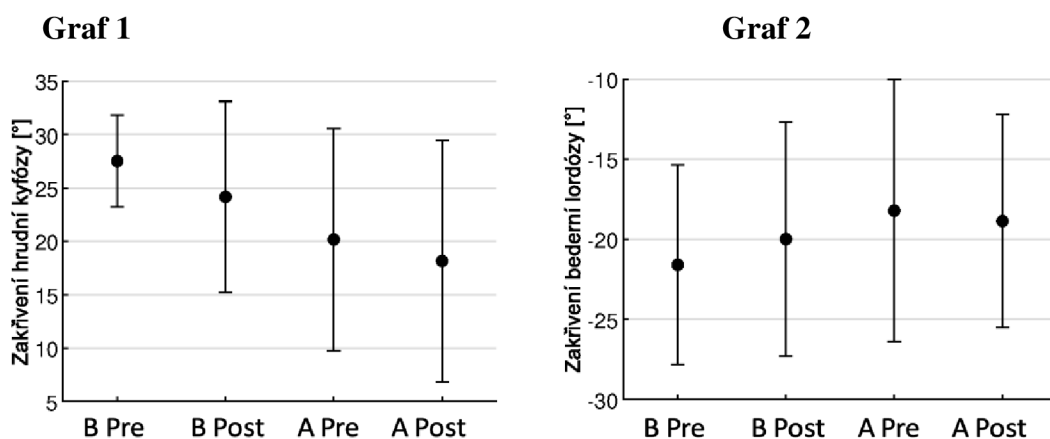 Graf 1
Zakřivení hrudní kyfózy [°]
35
30
25
20
15
10
5
B Pre B Post A Pre A Post
Graf 2
Zakřivení bederní lordózy [°]
-10
-15
-20
-25
-30
B Pre B Post A Pre A Post